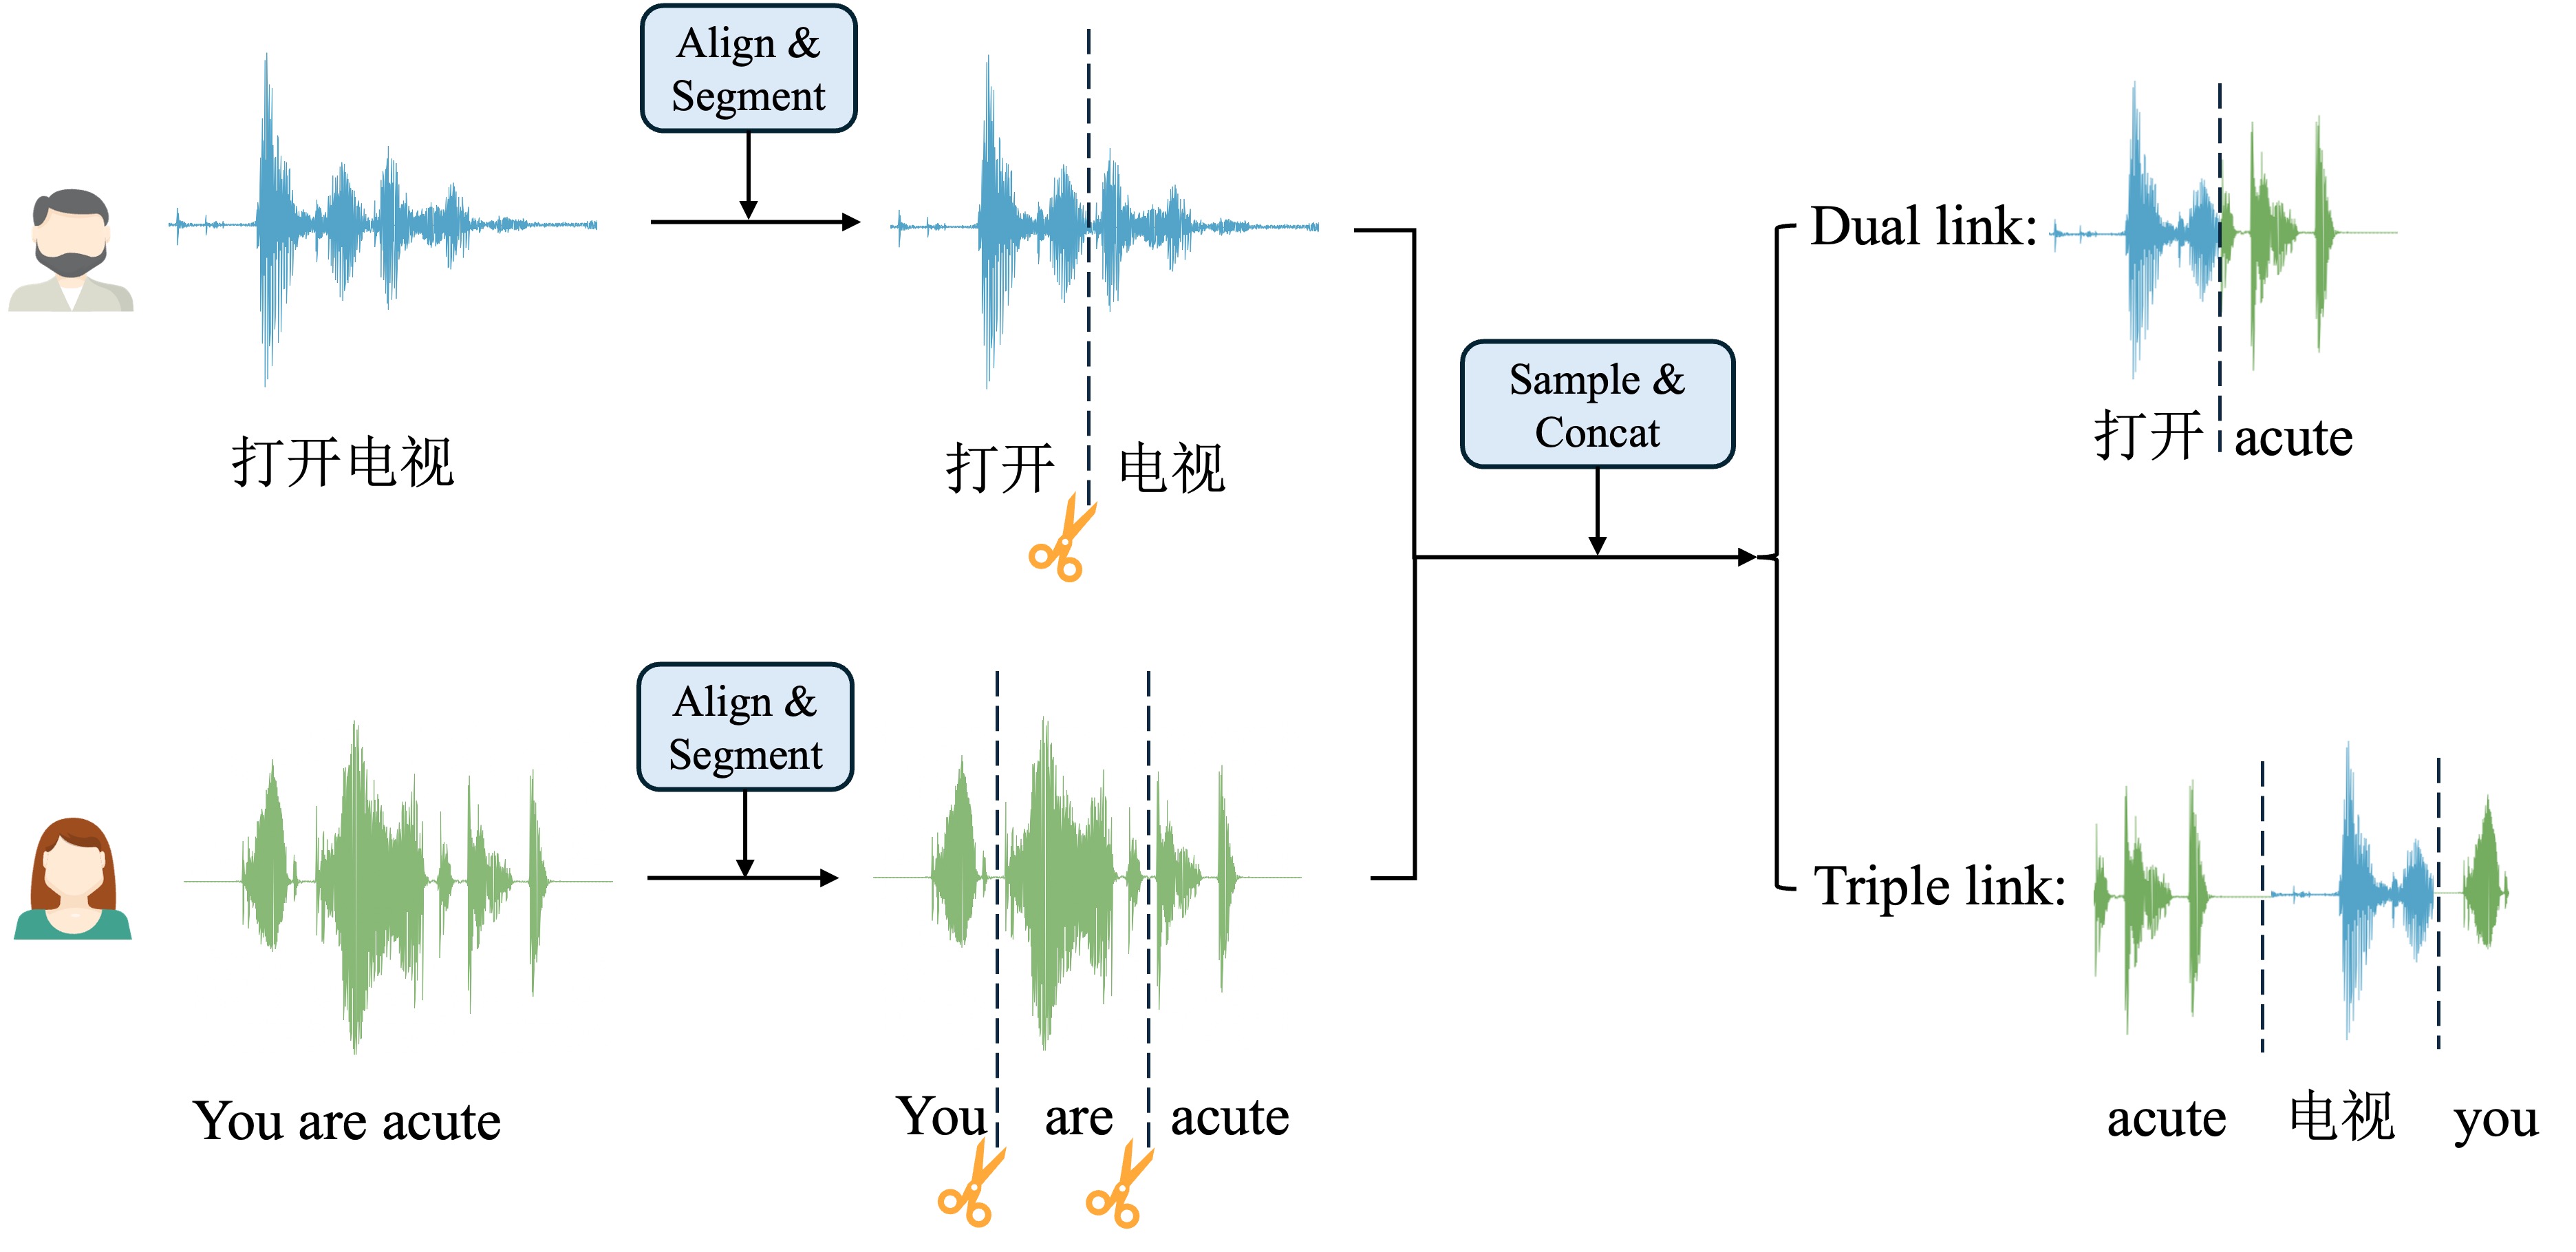 Align &
Segment
打开电视
打开 电视
Sample &
Concat
Dual link:
打开 acute
Align &
Segment
You are acute
You are acute
Triple link:
acute 电视 you